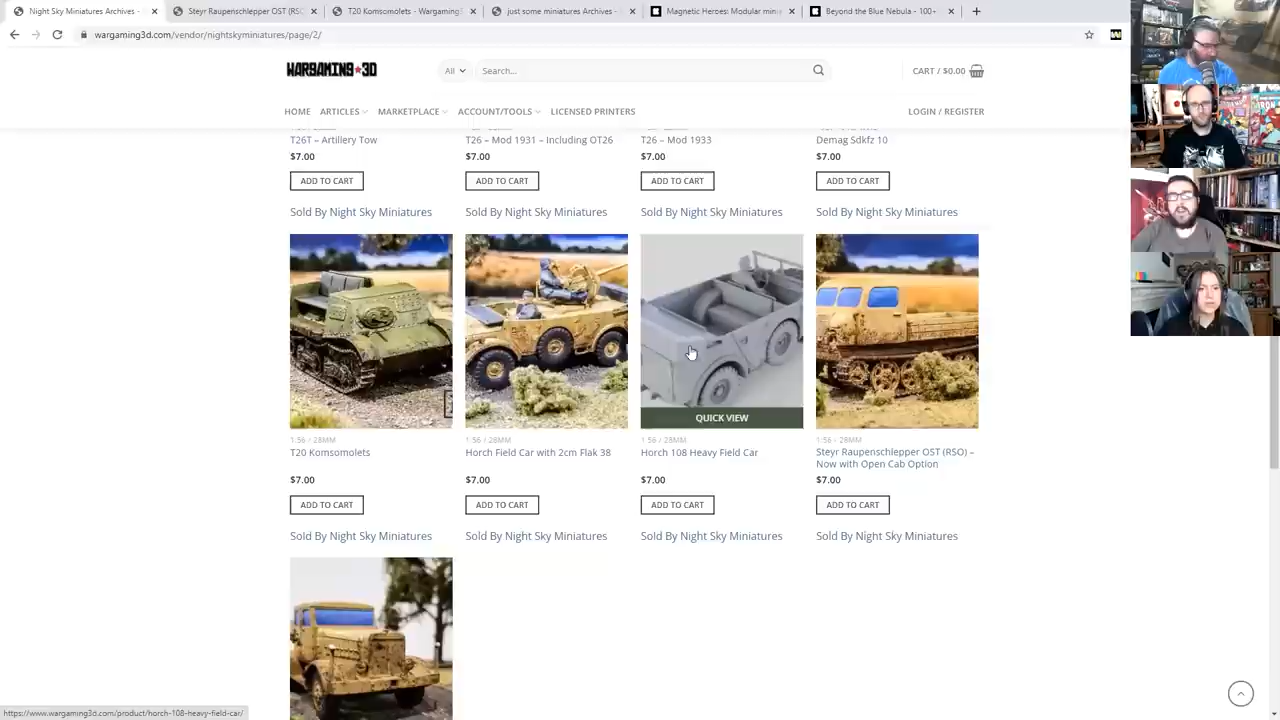 Night Sky Miniatures Archives -
Steyr Raupenschlepper OST (RSO
T20 Komsomolets - Wargaming
just some miniatures Archives -
Magnetic Heroes: Modular mini
Beyond the Blue Nebula - 100+
wargaming3d.com/vendor/nightskyminiatures/page/2/
WARGAMING 3D
All
Search...
CART / $0.00
HOME
ARTICLES
MARKETPLACE
ACCOUNT/TOOLS
LICENSED PRINTERS
LOGIN / REGISTER
T26T – Artillery Tow
T26 – Mod 1931 – Including OT26
T26 – Mod 1933
Demag Sdkfz 10
$7.00
$7.00
$7.00
$7.00
ADD TO CART
ADD TO CART
ADD TO CART
ADD TO CART
Sold By Night Sky Miniatures
Sold By Night Sky Miniatures
Sold By Night Sky Miniatures
Sold By Night Sky Miniatures
QUICK VIEW
1:56 / 28MM
1:56 / 28MM
1:56 / 28MM
1:56 - 28MM
T20 Komsomolets
Horch Field Car with 2cm Flak 38
Horch 108 Heavy Field Car
Steyr Raupenschlepper OST (RSO) –
Now with Open Cab Option
$7.00
$7.00
$7.00
$7.00
ADD TO CART
ADD TO CART
ADD TO CART
ADD TO CART
Sold By Night Sky Miniatures
Sold By Night Sky Miniatures
Sold By Night Sky Miniatures
Sold By Night Sky Miniatures
https://www.wargaming3d.com/product/horch-108-heavy-field-car/